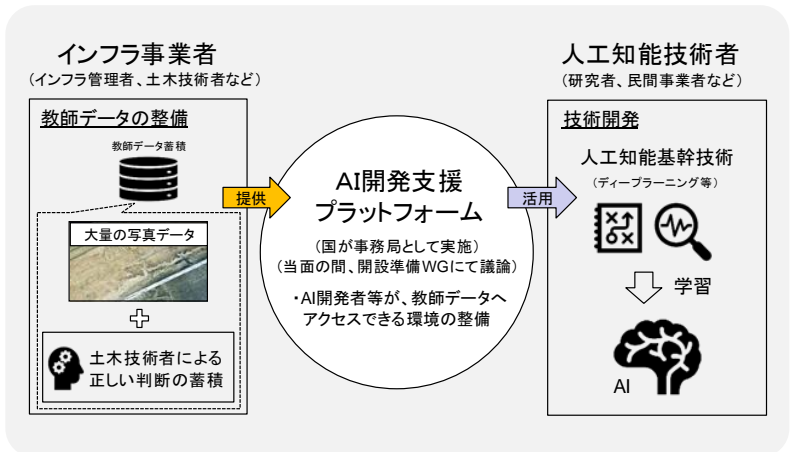 インフラ事業者
(インフラ管理者、土木技術者など)
教師データの整備
教師データ蓄積
大量の写真データ
土木技術者による
正しい判断の蓄積
提供
AI開発支援
プラットフォーム
(国が事務局として実施)
(当面の間、開設準備WGにて議論)
・AI開発者等が、教師データへ
アクセスできる環境の整備
活用
人工知能技術者
(研究者、民間事業者など)
技術開発
人工知能基幹技術
(ディープラーニング等)
学習
AI